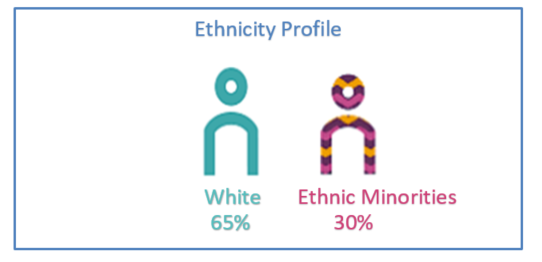 Ethnicity Profile
White Ethnic Minorities
65% 30%